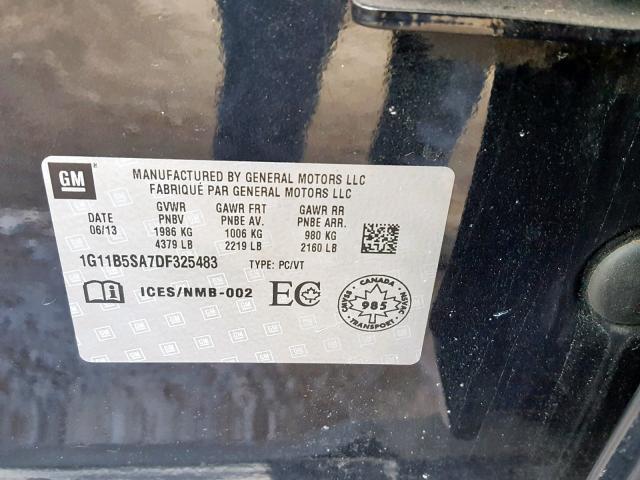 GM
MANUFACTURED BY GENERAL MOTORS LLC
FABRIQUÉ PAR GENERAL MOTORS LLC
DATE
06/13
GVWR
PNBV
1986 KG
4379 LB
GAWR FRT
PNBE AV.
1006 KG
2219 LB
GAWR RR
PNBE ARR.
980 KG
2160 LB
1G11B5SA7DF325483 TYPE: PC/VT
ICES/NMB-002 EC
CANADA
CMVSS
985
NSVAC
TRANSPORT